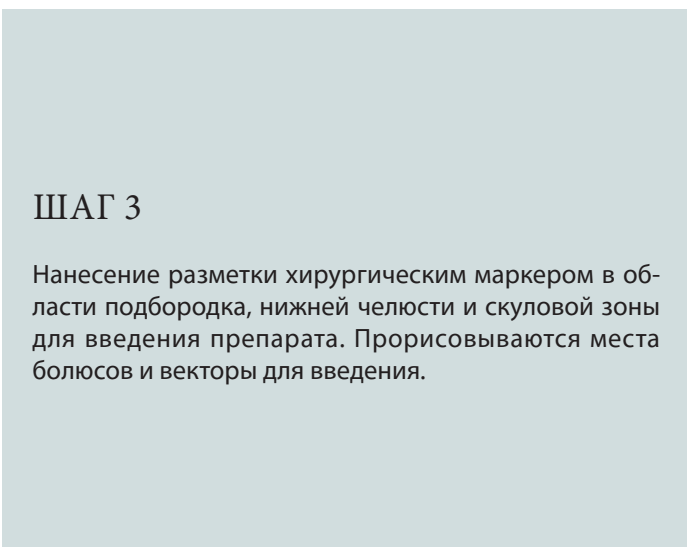 ШАГ 3
Нанесение разметки хирургическим маркером в об-
ласти подбородка, нижней челюсти и скуловой зоны
для введения препарата. Прорисовываются места
болюсов и векторы для введения.